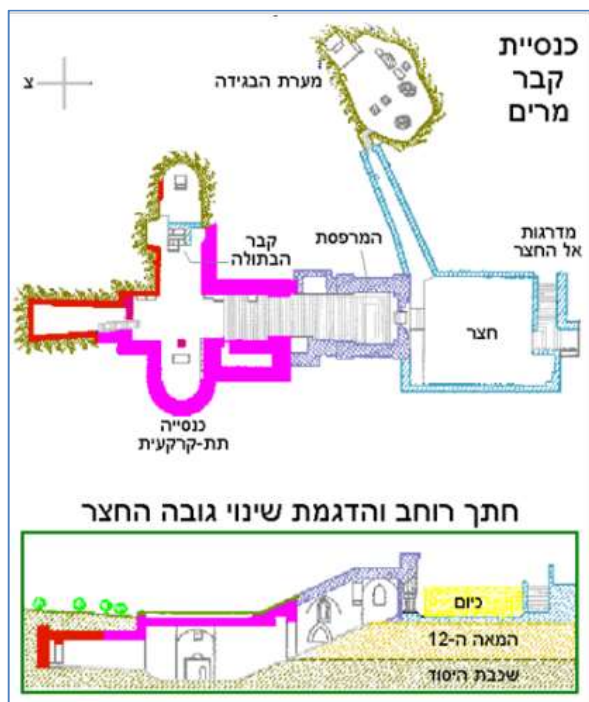 כנסיית
קבר
מרים
מערת הבגידה
צ
קבר
הבתולה
המרפסת
מדרגות
אל החצר
חצר
כנסייה
תת-קרקעית
חתך רוחב והדגמת שינוי גובה החצר
כיום
המאה ה-12
שכבת היסוד